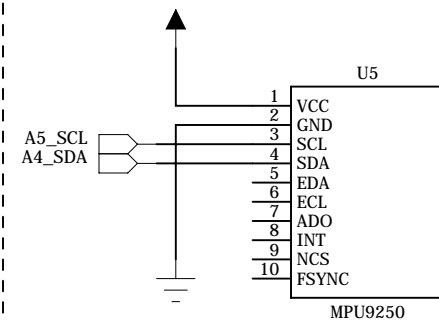 U5
1 VCC
2 GND
A5_SCL 3 SCL
A4_SDA 4 SDA
5 EDA
6 ECL
7 ADO
8 INT
9 NCS
10 FSYNC
MPU9250